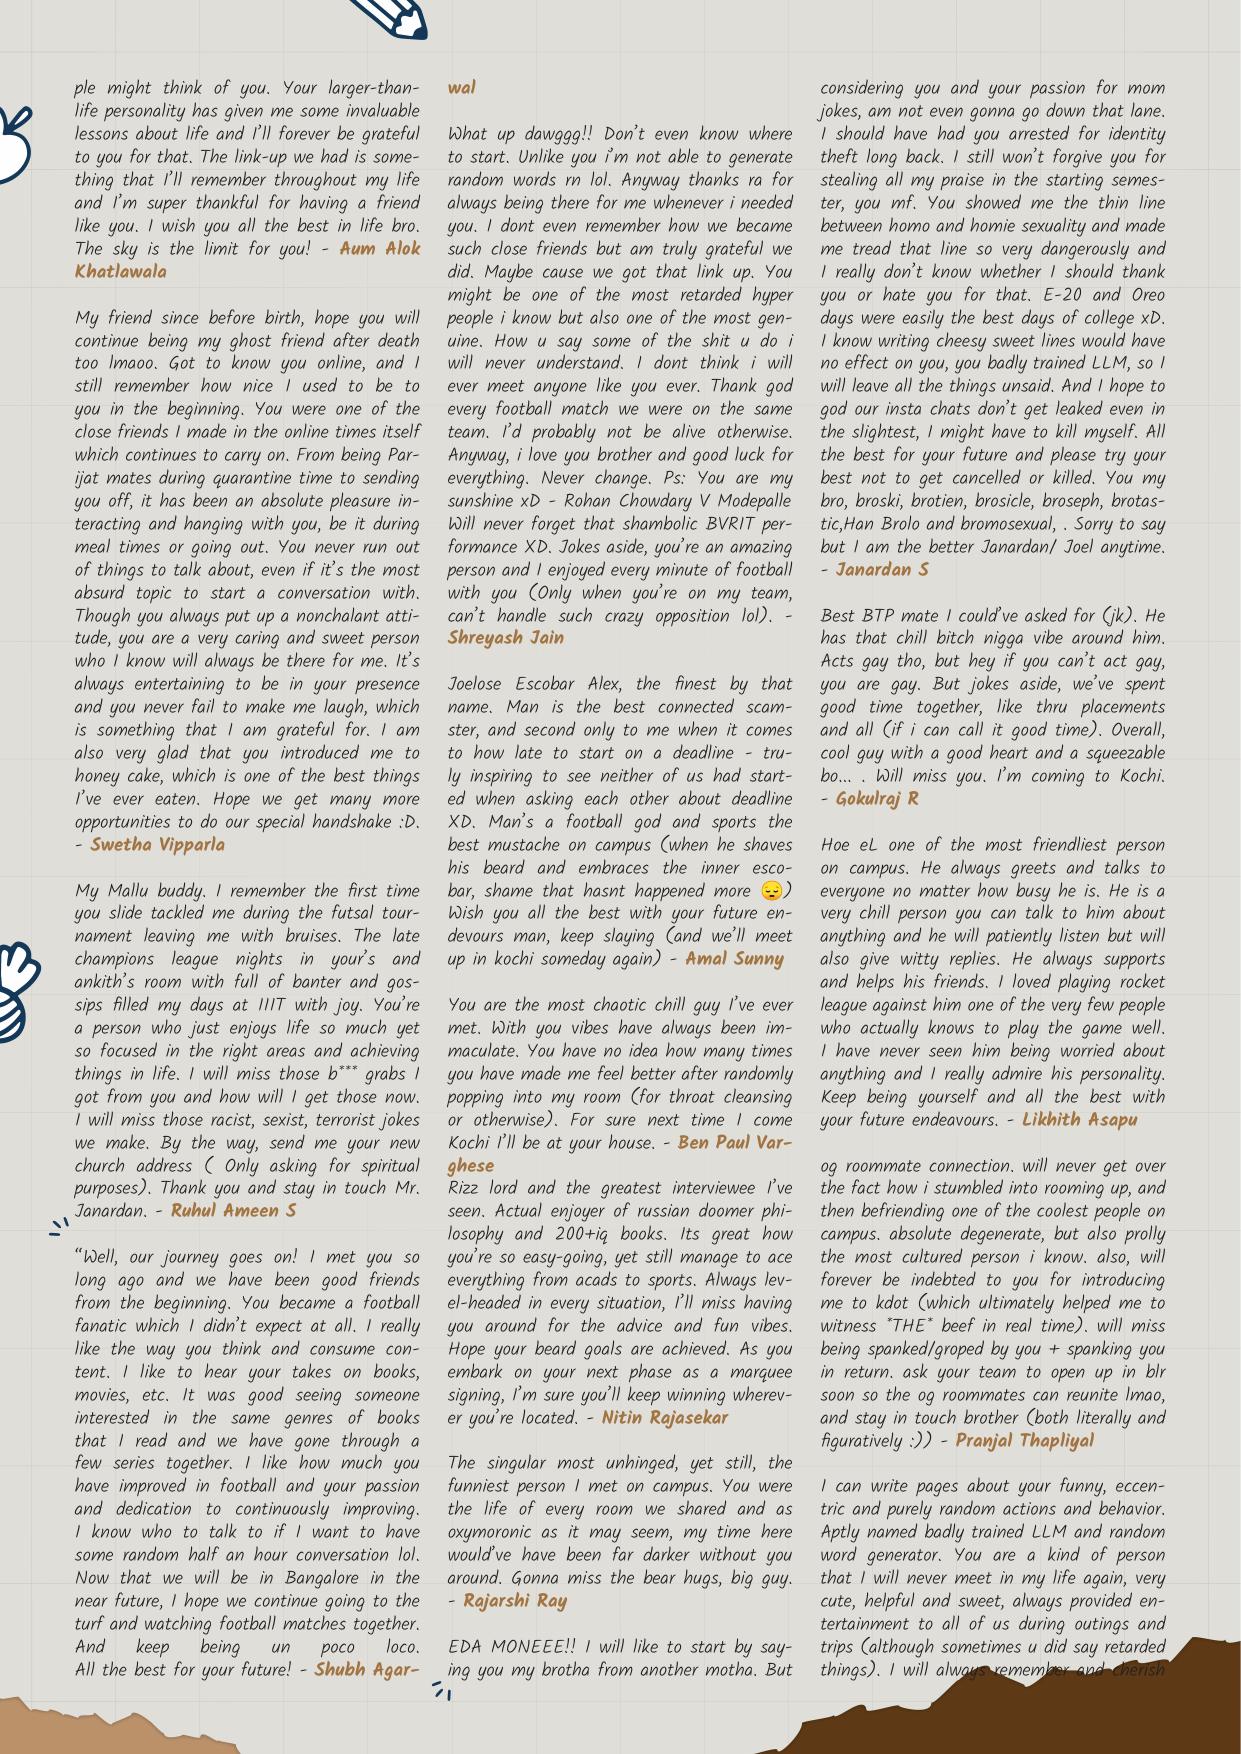 ple might think of you. Your larger-than-
life personality has given me some invaluable
lessons about life and I'll forever be grateful
to you for that. The link-up we had is some-
thing that I'll remember throughout my life
and I'm super thankful for having a friend
like you. I wish you all the best in life bro.
The sky is the limit for you! - Aum Alok
Khatlawala
My friend since before birth, hope you will
continue being my ghost friend after death
too lmaoo. Got to know you online, and I
still remember how nice I used to be to
you in the beginning. You were one of the
close friends I made in the online times itself
which continues to carry on. From being Par-
ijat mates during quarantine time to sending
you off, it has been an absolute pleasure in-
teracting and hanging with you, be it during
meal times or going out. You never run out
of things to talk about, even if it's the most
absurd topic to start a conversation with.
Though you always put up a nonchalant atti-
tude, you are a very caring and sweet person
who I know will always be there for me. It's
always entertaining to be in your presence
and you never fail to make me laugh, which
is something that I am grateful for. I am
also very glad that you introduced me to
honey cake, which is one of the best things
I've ever eaten. Hope we get many more
opportunities to do our special handshake :D.
- Swetha Vipparla
My Mallu buddy. I remember the first time
you slide tackled me during the futsal tour-
nament leaving me with bruises. The late
champions league nights in your's and
ankith's room with full of banter and gos-
sips filled my days at IIIT with joy. You're
a person who just enjoys life so much yet
so focused in the right areas and achieving
things in life. I will miss those b*** grabs I
got from you and how will I get those now.
I will miss those racist, sexist, terrorist jokes
we make. By the way, send me your new
church address ( Only asking for spiritual
purposes). Thank you and stay in touch Mr.
Janardan. - Ruhul Ameen S
“Well, our journey goes on! I met you so
long ago and we have been good friends
from the beginning. You became a football
fanatic which I didn't expect at all. I really
like the way you think and consume con-
tent. I like to hear your takes on books,
movies, etc. It was good seeing someone
interested in the same genres of books
that I read and we have gone through a
few series together. I like how much you
have improved in football and your passion
and dedication to continuously improving.
I know who to talk to if I want to have
some random half an hour conversation lol.
Now that we will be in Bangalore in the
near future, I hope we continue going to the
turf and watching football matches together.
And keep being un poco loco.
All the best for your future! - Shubh Agar-
wal
What up dawggg!! Don't even know where
to start. Unlike you i'm not able to generate
random words rn lol. Anyway thanks ra for
always being there for me whenever i needed
you. I dont even remember how we became
such close friends but am truly grateful we
did. Maybe cause we got that link up. You
might be one of the most retarded hyper
people i know but also one of the most gen-
uine. How u say some of the shit u do i
will never understand. I dont think i will
ever meet anyone like you ever. Thank god
every football match we were on the same
team. I'd probably not be alive otherwise.
Anyway, i love you brother and good luck for
everything. Never change. Ps: You are my
sunshine xD - Rohan Chowdary V Modepalle
Will never forget that shambolic BVRIT per-
formance XD. Jokes aside, you're an amazing
person and I enjoyed every minute of football
with you (Only when you're on my team,
can't handle such crazy opposition lol). -
Shreyash Jain
Joelose Escobar Alex, the finest by that
name. Man is the best connected scam-
ster, and second only to me when it comes
to how late to start on a deadline - tru-
ly inspiring to see neither of us had start-
ed when asking each other about deadline
XD. Man's a football god and sports the
best mustache on campus (when he shaves
his beard and embraces the inner esco-
bar, shame that hasnt happened more 😔)
Wish you all the best with your future en-
devours man, keep slaying (and we'll meet
up in kochi someday again) - Amal Sunny
You are the most chaotic chill guy I've ever
met. With you vibes have always been im-
maculate. You have no idea how many times
you have made me feel better after randomly
popping into my room (for throat cleansing
or otherwise). For sure next time I come
Kochi I'll be at your house. - Ben Paul Var-
ghese
Rizz lord and the greatest interviewee I've
seen. Actual enjoyer of russian doomer phi-
losophy and 200+iq books. Its great how
you're so easy-going, yet still manage to ace
everything from acads to sports. Always lev-
el-headed in every situation, I'll miss having
you around for the advice and fun vibes.
Hope your beard goals are achieved. As you
embark on your next phase as a marquee
signing, I'm sure you'll keep winning wherev-
er you're located. - Nitin Rajasekar
The singular most unhinged, yet still, the
funniest person I met on campus. You were
the life of every room we shared and as
oxymoronic as it may seem, my time here
would've have been far darker without you
around. Gonna miss the bear hugs, big guy.
- Rajarshi Ray
EDA MONEEE!! I will like to start by say-
ing you my brotha from another motha. But
considering you and your passion for mom
jokes, am not even gonna go down that lane.
I should have had you arrested for identity
theft long back. I still won't forgive you for
stealing all my praise in the starting semes-
ter, you mf. You showed me the thin line
between homo and homie sexuality and made
me tread that line so very dangerously and
I really don't know whether I should thank
you or hate you for that. E-20 and Oreo
days were easily the best days of college xD.
I know writing cheesy sweet lines would have
no effect on you, you badly trained LLM, so I
will leave all the things unsaid. And I hope to
god our insta chats don't get leaked even in
the slightest, I might have to kill myself. All
the best for your future and please try your
best not to get cancelled or killed. You my
bro, broski, brotien, brosicle, broseph, brotas-
tic,Han Brolo and bromosexual, . Sorry to say
but I am the better Janardan/ Joel anytime.
- Janardan S
Best BTP mate I could've asked for (jk). He
has that chill bitch nigga vibe around him.
Acts gay tho, but hey if you can't act gay,
you are gay. But jokes aside, we've spent
good time together, like thru placements
and all (if i can call it good time). Overall,
cool guy with a good heart and a squeezable
bo... . Will miss you. I'm coming to Kochi.
- Gokulraj R
Hoe eL one of the most friendliest person
on campus. He always greets and talks to
everyone no matter how busy he is. He is a
very chill person you can talk to him about
anything and he will patiently listen but will
also give witty replies. He always supports
and helps his friends. I loved playing rocket
league against him one of the very few people
who actually knows to play the game well.
I have never seen him being worried about
anything and I really admire his personality.
Keep being yourself and all the best with
your future endeavours. - Likhith Asapu
og roommate connection. will never get over
the fact how i stumbled into rooming up, and
then befriending one of the coolest people on
campus. absolute degenerate, but also prolly
the most cultured person i know. also, will
forever be indebted to you for introducing
me to kdot (which ultimately helped me to
witness *THE* beef in real time). will miss
being spanked/groped by you + spanking you
in return. ask your team to open up in blr
soon so the og roommates can reunite lmao,
and stay in touch brother (both literally and
figuratively :)) - Pranjal Thapliyal
I can write pages about your funny, eccen-
tric and purely random actions and behavior.
Aptly named badly trained LLM and random
word generator. You are a kind of person
that I will never meet in my life again, very
cute, helpful and sweet, always provided en-
tertainment to all of us during outings and
trips (although sometimes u did say retarded
things). I will always remember and cherish